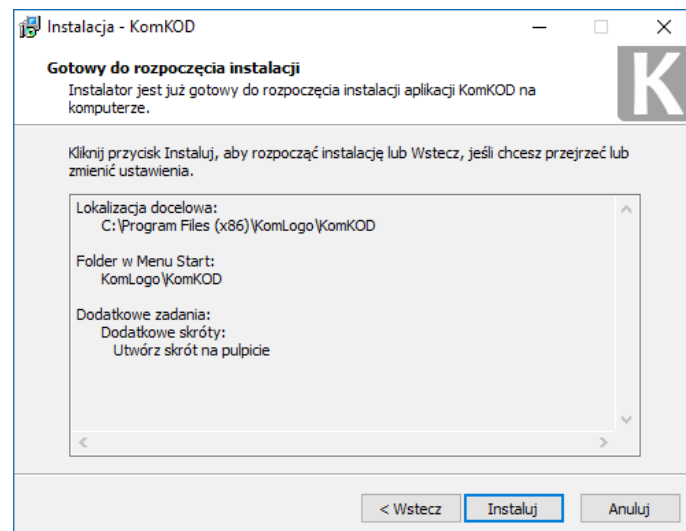 Instalacja - KomKOD
Gotowy do rozpoczęcia instalacji
Instalator jest już gotowy do rozpoczęcia instalacji aplikacji KomKOD na
komputerze.
K
Kliknij przycisk Instaluj, aby rozpocząć instalację lub Wstecz, jeśli chcesz przejrzeć lub
zmienić ustawienia.
Lokalizacja docelowa:
C:\Program Files (x86)\KomLogo\KomKOD
Folder w Menu Start:
KomLogo\KomKOD
Dodatkowe zadania:
Dodatkowe skróty:
Utwórz skrót na pulpicie
< Wstecz
Instaluj
Anuluj